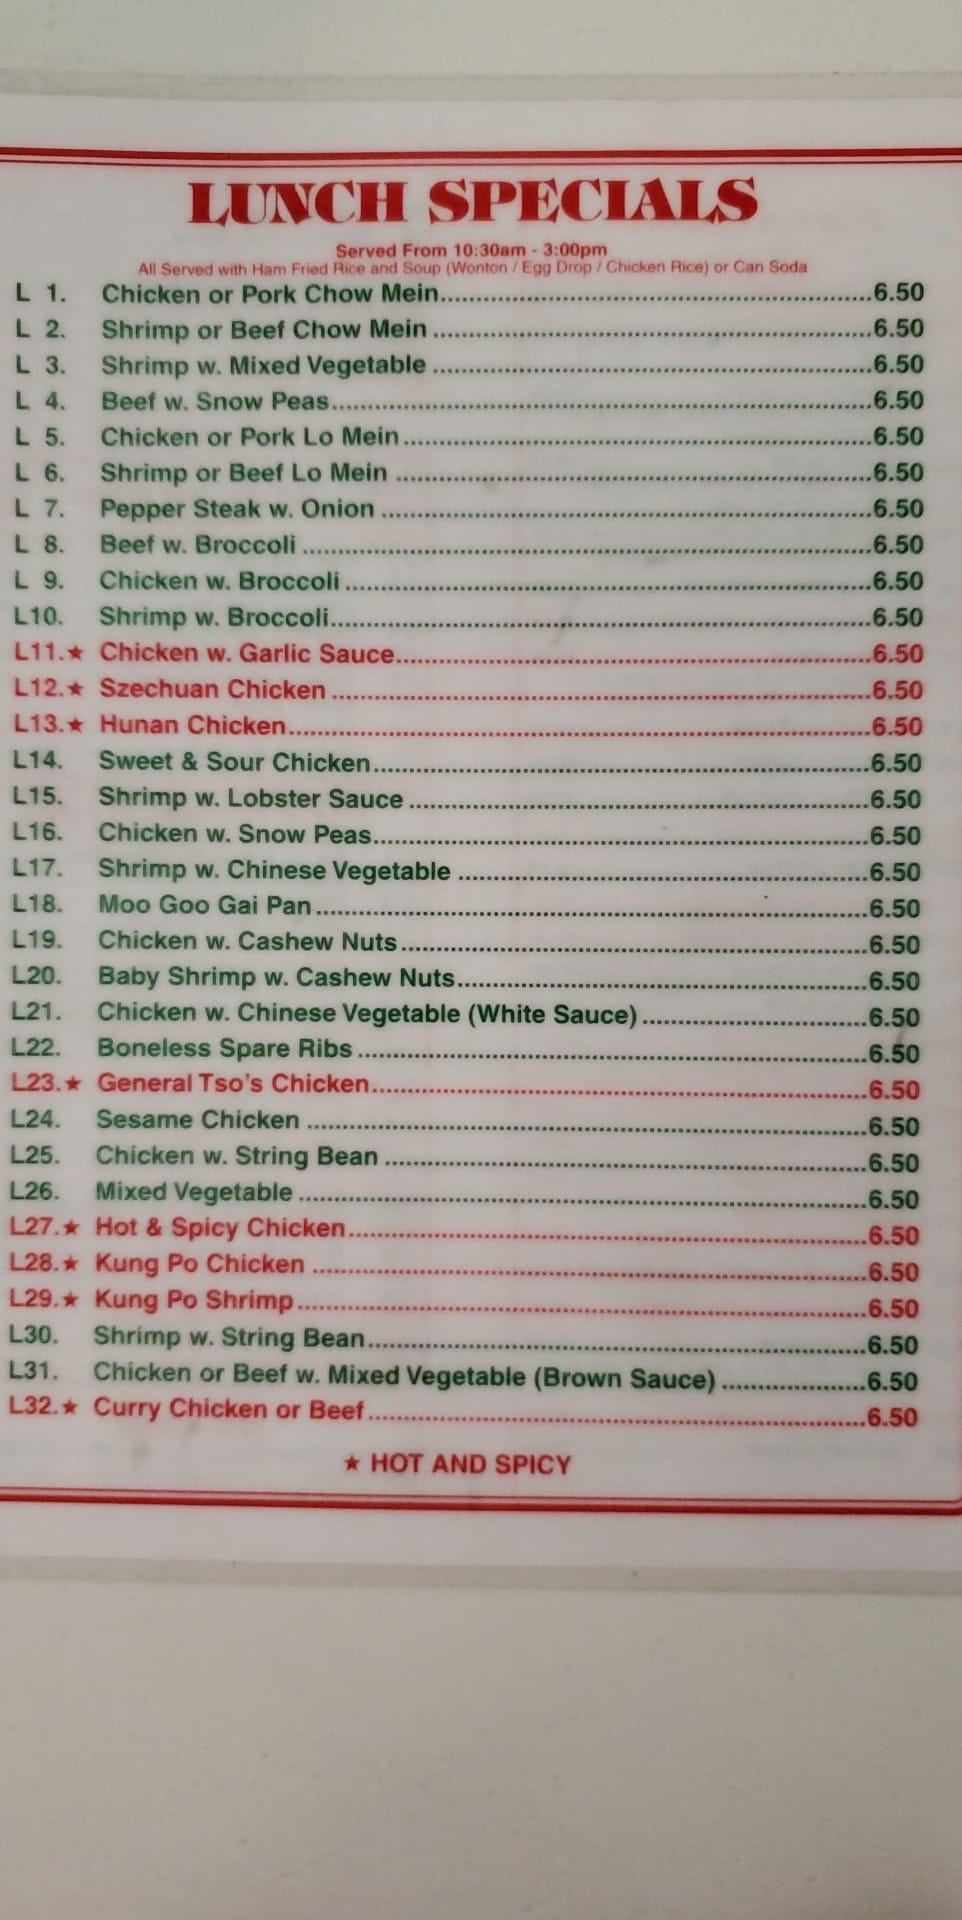 LUNCH SPECIALS
Served From 10:30am - 3:00pm
All Served with Ham Fried Rice and Soup (Wonton / Egg Drop / Chicken Rice) or Can Soda
L 1. Chicken or Pork Chow Mein 6.50
L 2. Shrimp or Beef Chow Mein 6.50
L 3. Shrimp w. Mixed Vegetable 6.50
L 4. Beef w. Snow Peas 6.50
L 5. Chicken or Pork Lo Mein 6.50
L 6. Shrimp or Beef Lo Mein 6.50
L 7. Pepper Steak w. Onion 6.50
L 8. Beef w. Broccoli 6.50
L 9. Chicken w. Broccoli 6.50
L10. Shrimp w. Broccoli 6.50
L11.★ Chicken w. Garlic Sauce 6.50
L12.★ Szechuan Chicken 6.50
L13.★ Hunan Chicken 6.50
L14. Sweet & Sour Chicken 6.50
L15. Shrimp w. Lobster Sauce 6.50
L16. Chicken w. Snow Peas 6.50
L17. Shrimp w. Chinese Vegetable 6.50
L18. Moo Goo Gai Pan 6.50
L19. Chicken w. Cashew Nuts 6.50
L20. Baby Shrimp w. Cashew Nuts 6.50
L21. Chicken w. Chinese Vegetable (White Sauce) 6.50
L22. Boneless Spare Ribs 6.50
L23.★ General Tso's Chicken 6.50
L24. Sesame Chicken 6.50
L25. Chicken w. String Bean 6.50
L26. Mixed Vegetable 6.50
L27.★ Hot & Spicy Chicken 6.50
L28.★ Kung Po Chicken 6.50
L29.★ Kung Po Shrimp 6.50
L30. Shrimp w. String Bean 6.50
L31. Chicken or Beef w. Mixed Vegetable (Brown Sauce) 6.50
L32.★ Curry Chicken or Beef 6.50
★ HOT AND SPICY